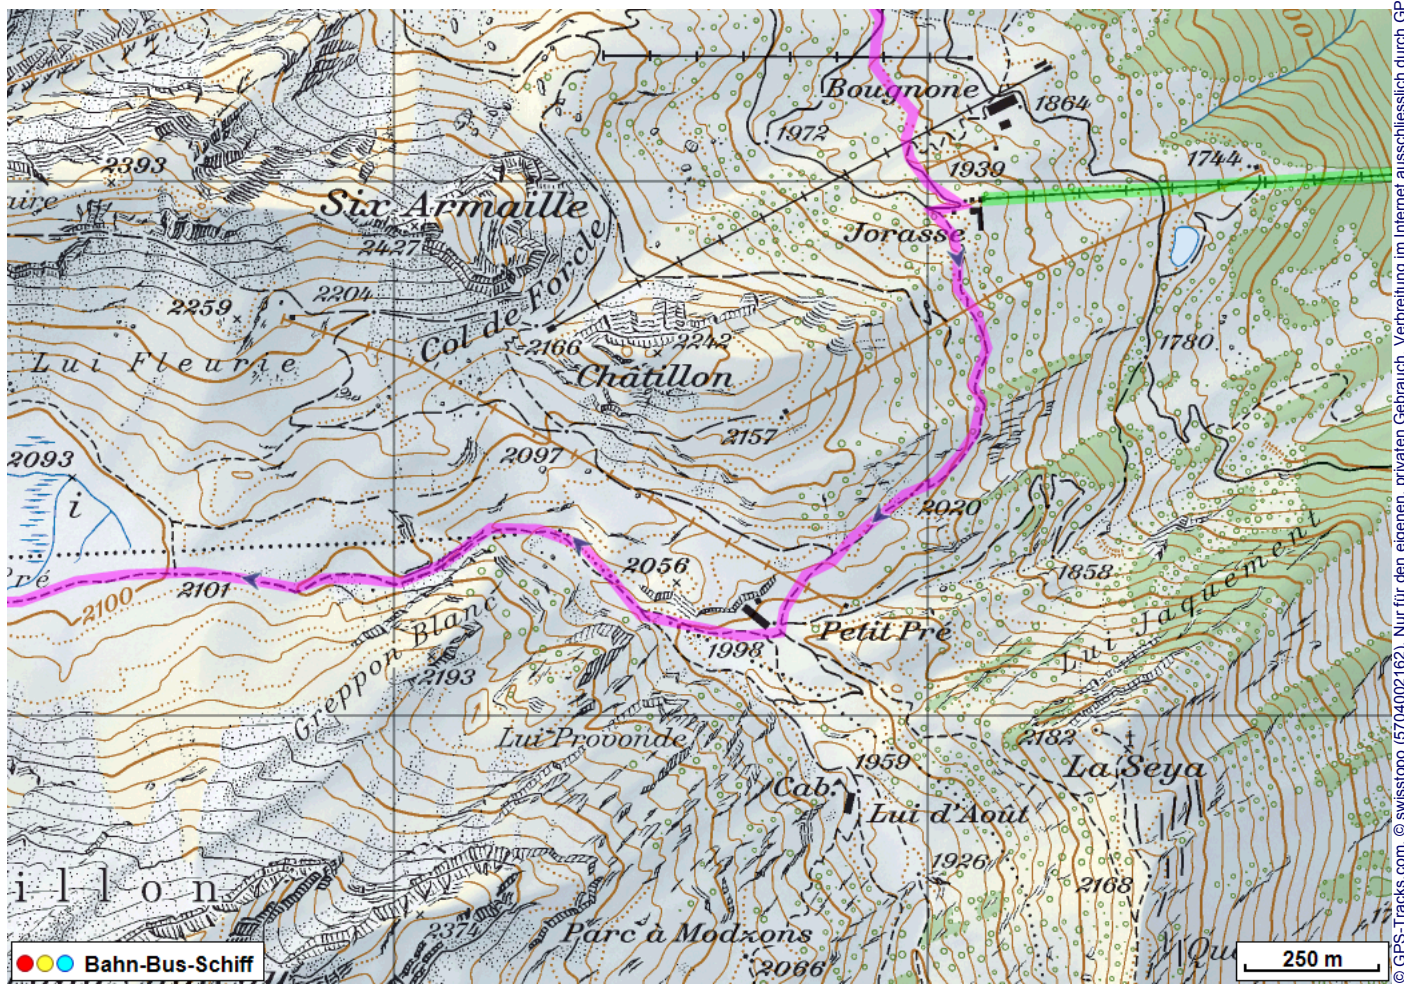 Bougnone
1864
1972
2393
1939
1744
Six Armaille
2427
Jorasse
2204
2259
Col de Forcle
2166
2242
1780
Lui Fleurie
Châtillon
2157
2093
2097
i
2020
2056
1858
Lui Jaquement
2101
2100
Greppon Blanc
Petit Pré
1998
2193
Lui Provonde
2182
1959
La Seya
Cab.
Lui d'Août
1926
2168
illon
2374
Parc à Modzons
2066
Bahn-Bus-Schiff
250 m
© GPS-Tracks.com, © swisstopo (5704002162) Nur für den eigenen, privaten Gebrauch. Verbreitung im Internet ausschliesslich durch GP